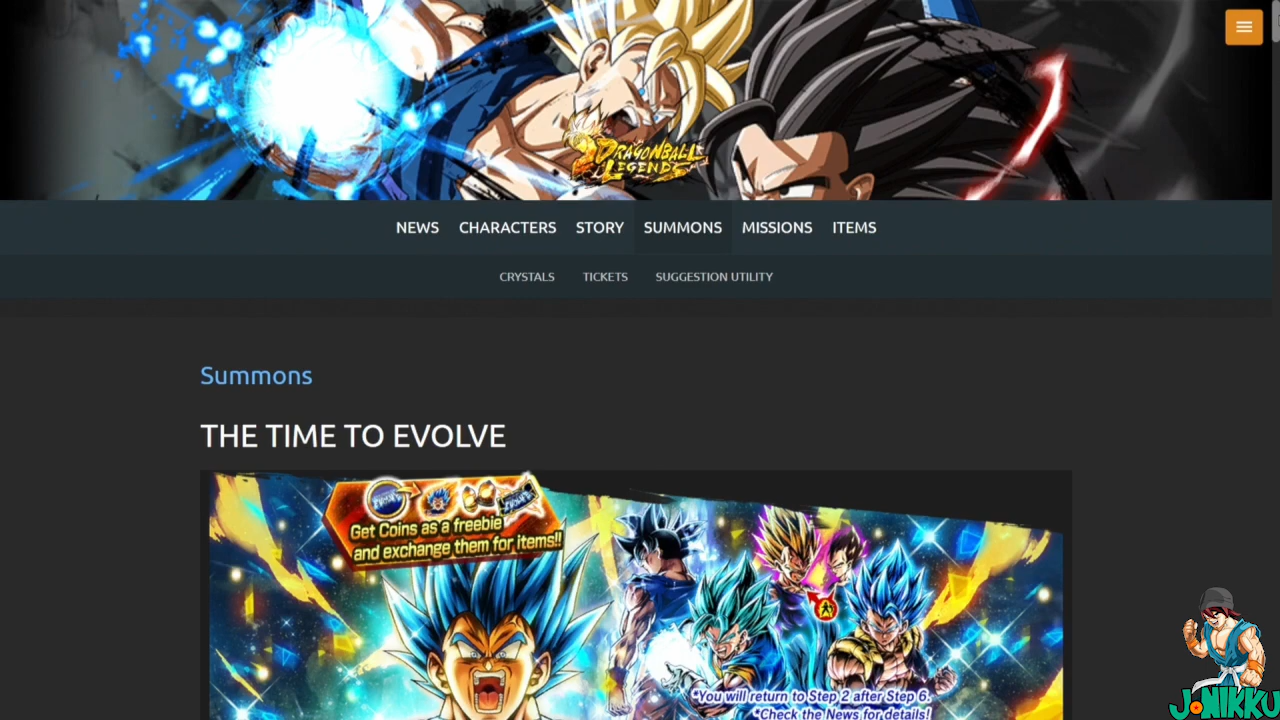 DRAGONBALL
LEGENDS
NEWS CHARACTERS STORY SUMMONS MISSIONS ITEMS
CRYSTALS TICKETS SUGGESTION UTILITY
Summons
THE TIME TO EVOLVE
Get Coins as a freebie
and exchange them for items!!
*You will return to Step 2 after Step 6.
*Check the News for details!
JONIKKU